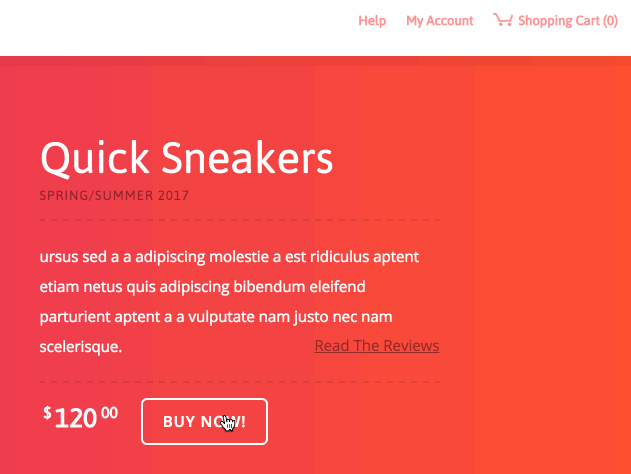 Help My Account Shopping Cart (0)
Quick Sneakers
SPRING/SUMMER 2017
ursus sed a a adipiscing molestie a est ridiculus aptent
etiam netus quis adipiscing bibendum eleifend
parturient aptent a a vulputate nam justo nec nam
scelerisque. Read The Reviews
$120 00 BUY NOW!